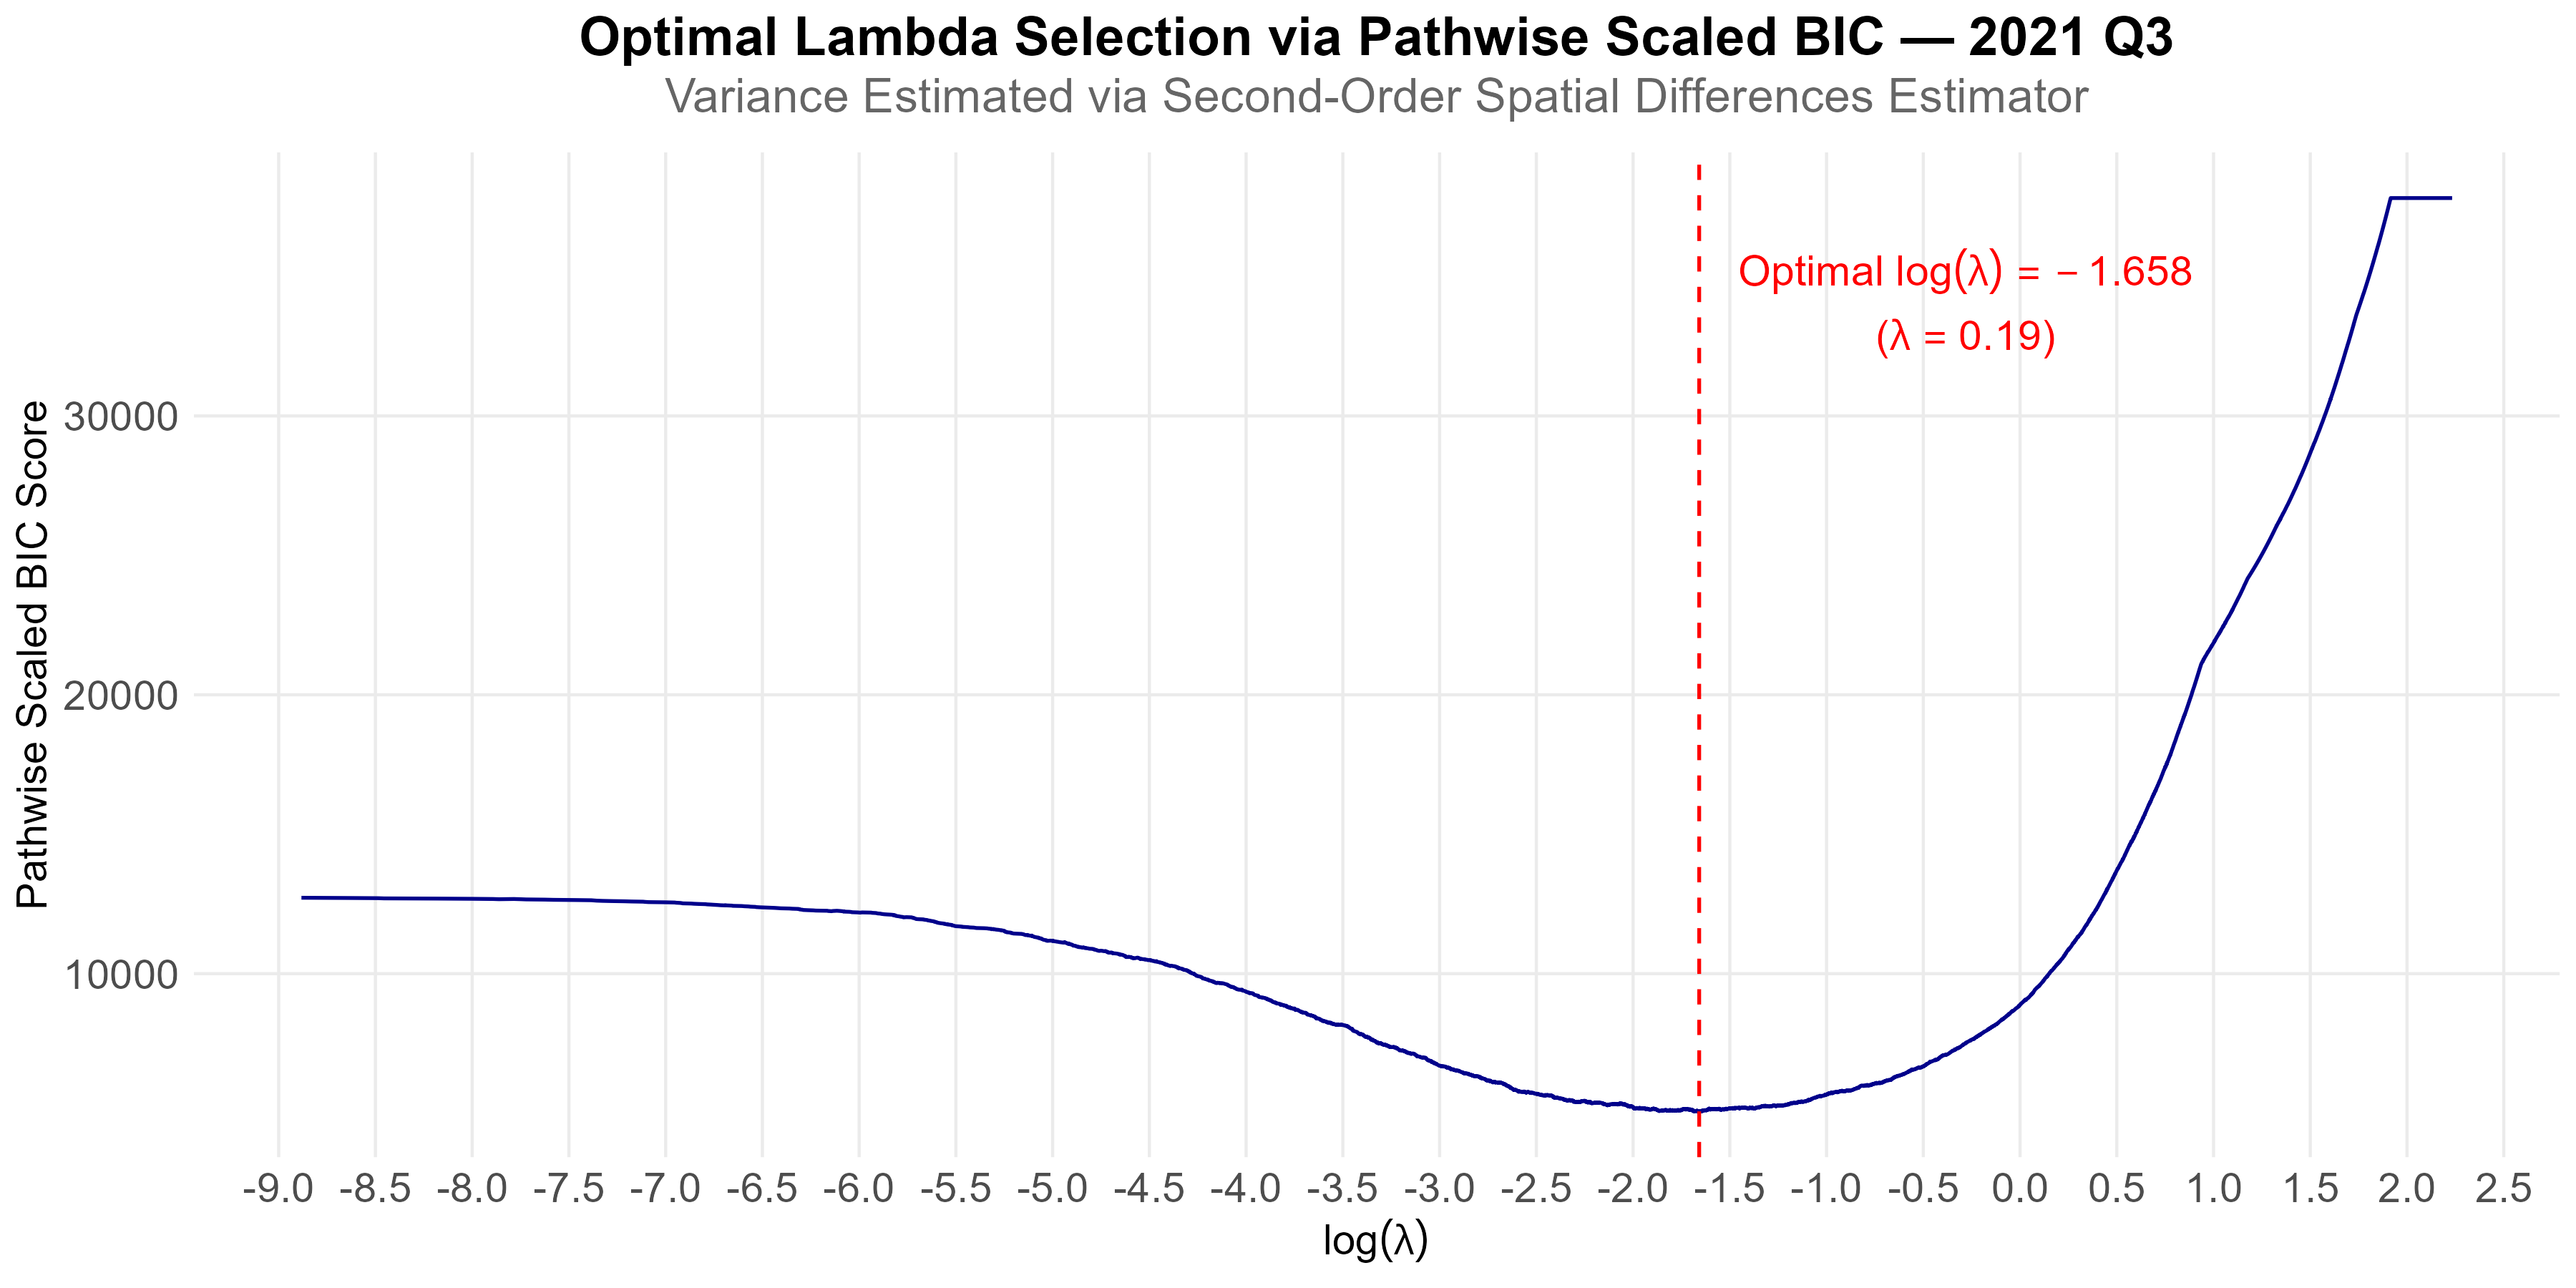 Optimal Lambda Selection via Pathwise Scaled BIC — 2021 Q3
Variance Estimated via Second-Order Spatial Differences Estimator
Optimal log(λ) = − 1.658
(λ = 0.19)
Pathwise Scaled BIC Score
30000
20000
10000
-9.0 -8.5 -8.0 -7.5 -7.0 -6.5 -6.0 -5.5 -5.0 -4.5 -4.0 -3.5 -3.0 -2.5 -2.0 -1.5 -1.0 -0.5 0.0 0.5 1.0 1.5 2.0 2.5
log(λ)